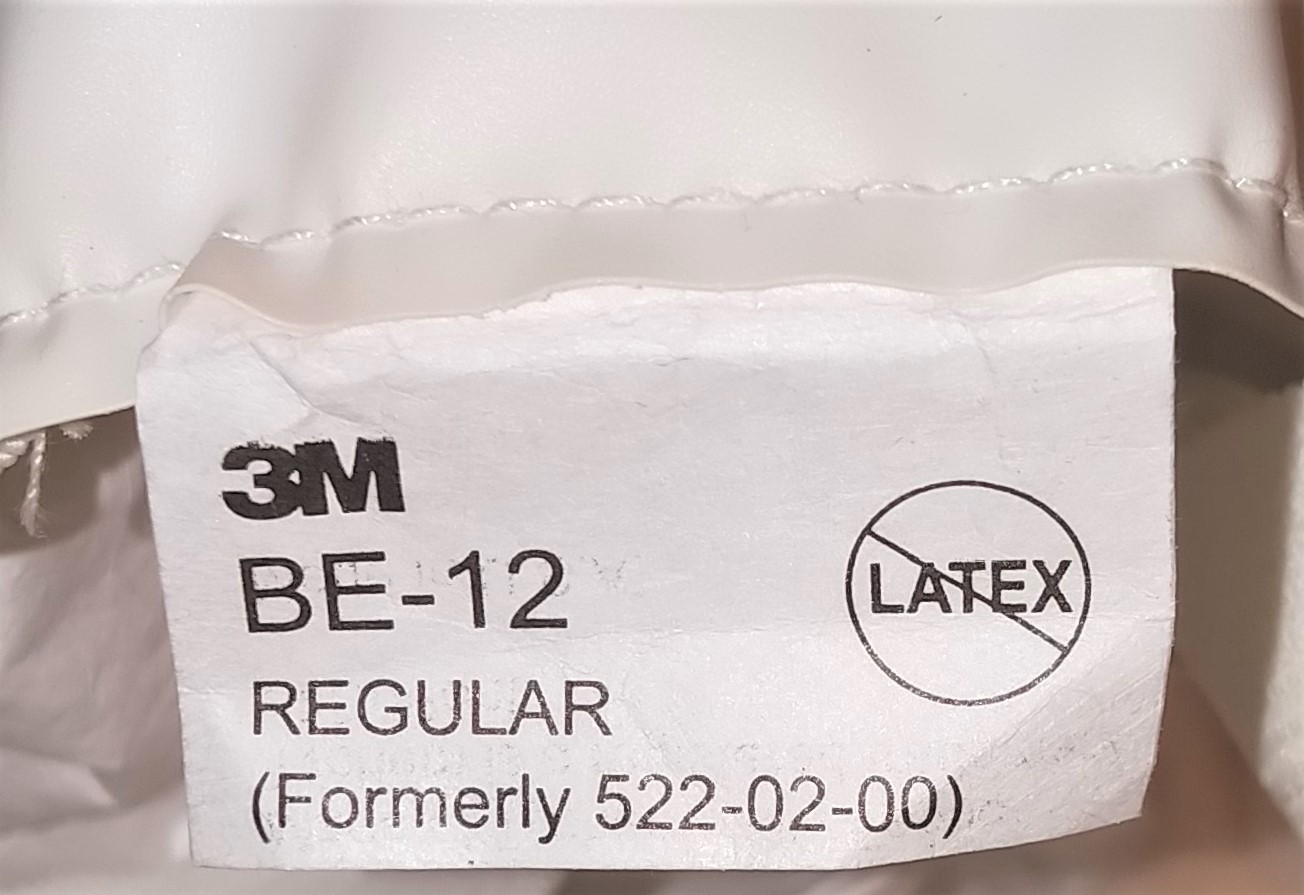 3M
BE-12
LATEX
REGULAR
(Formerly 522-02-00)